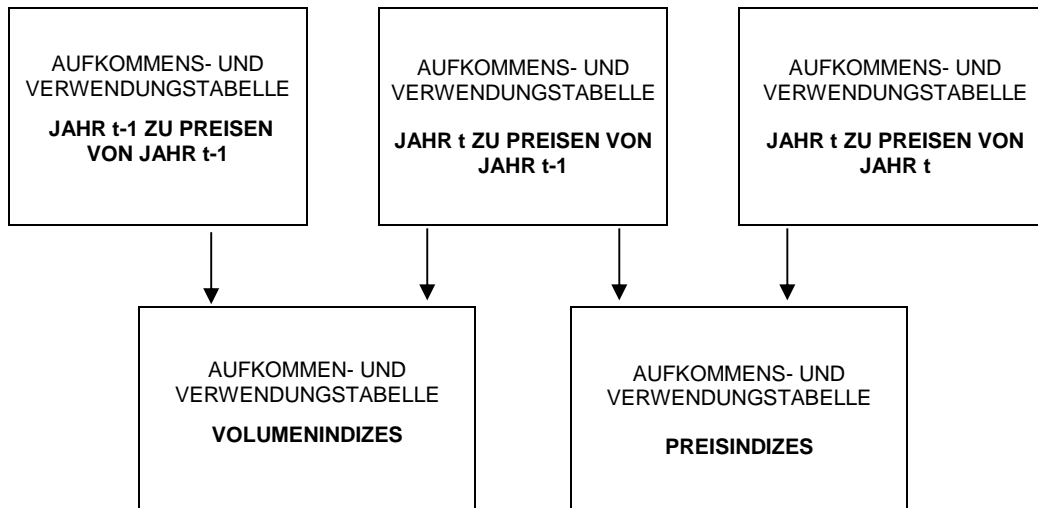 AUFKOMMENS- UND
VERWENDUNGSTABELLE
JAHR t-1 ZU PREISEN
VON JAHR t-1
AUFKOMMENS- UND
VERWENDUNGSTABELLE
JAHR t ZU PREISEN VON
JAHR t-1
AUFKOMMENS- UND
VERWENDUNGSTABELLE
JAHR t ZU PREISEN VON
JAHR t
AUFKOMMEN- UND
VERWENDUNGSTABELLE
VOLUMENINDIZES
AUFKOMMENS- UND
VERWENDUNGSTABELLE
PREISINDIZES